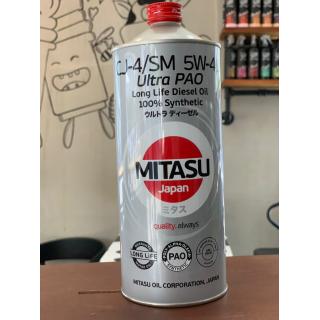 CJ-4/SM 5W-4
Ultra PAO
Long Life Diesel Oil
100% Synthetic
ウルトラ ディーゼル
MITASU
Japan
ミタス
quality.always
LONG LIFE
PAO
SYNTHETIC
MITASU OIL CORPORATION, JAPAN